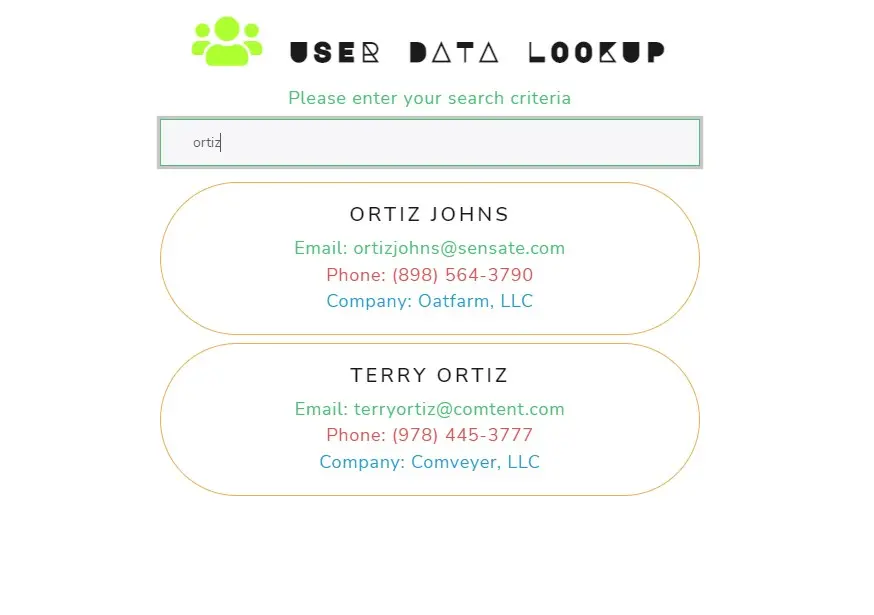 USER DATA LOOKUP
Please enter your search criteria
ortiz
ORTIZ JOHNS
Email: ortizjohns@sensate.com
Phone: (898) 564-3790
Company: Oatfarm, LLC
TERRY ORTIZ
Email: terryortiz@comtent.com
Phone: (978) 445-3777
Company: Comveyer, LLC